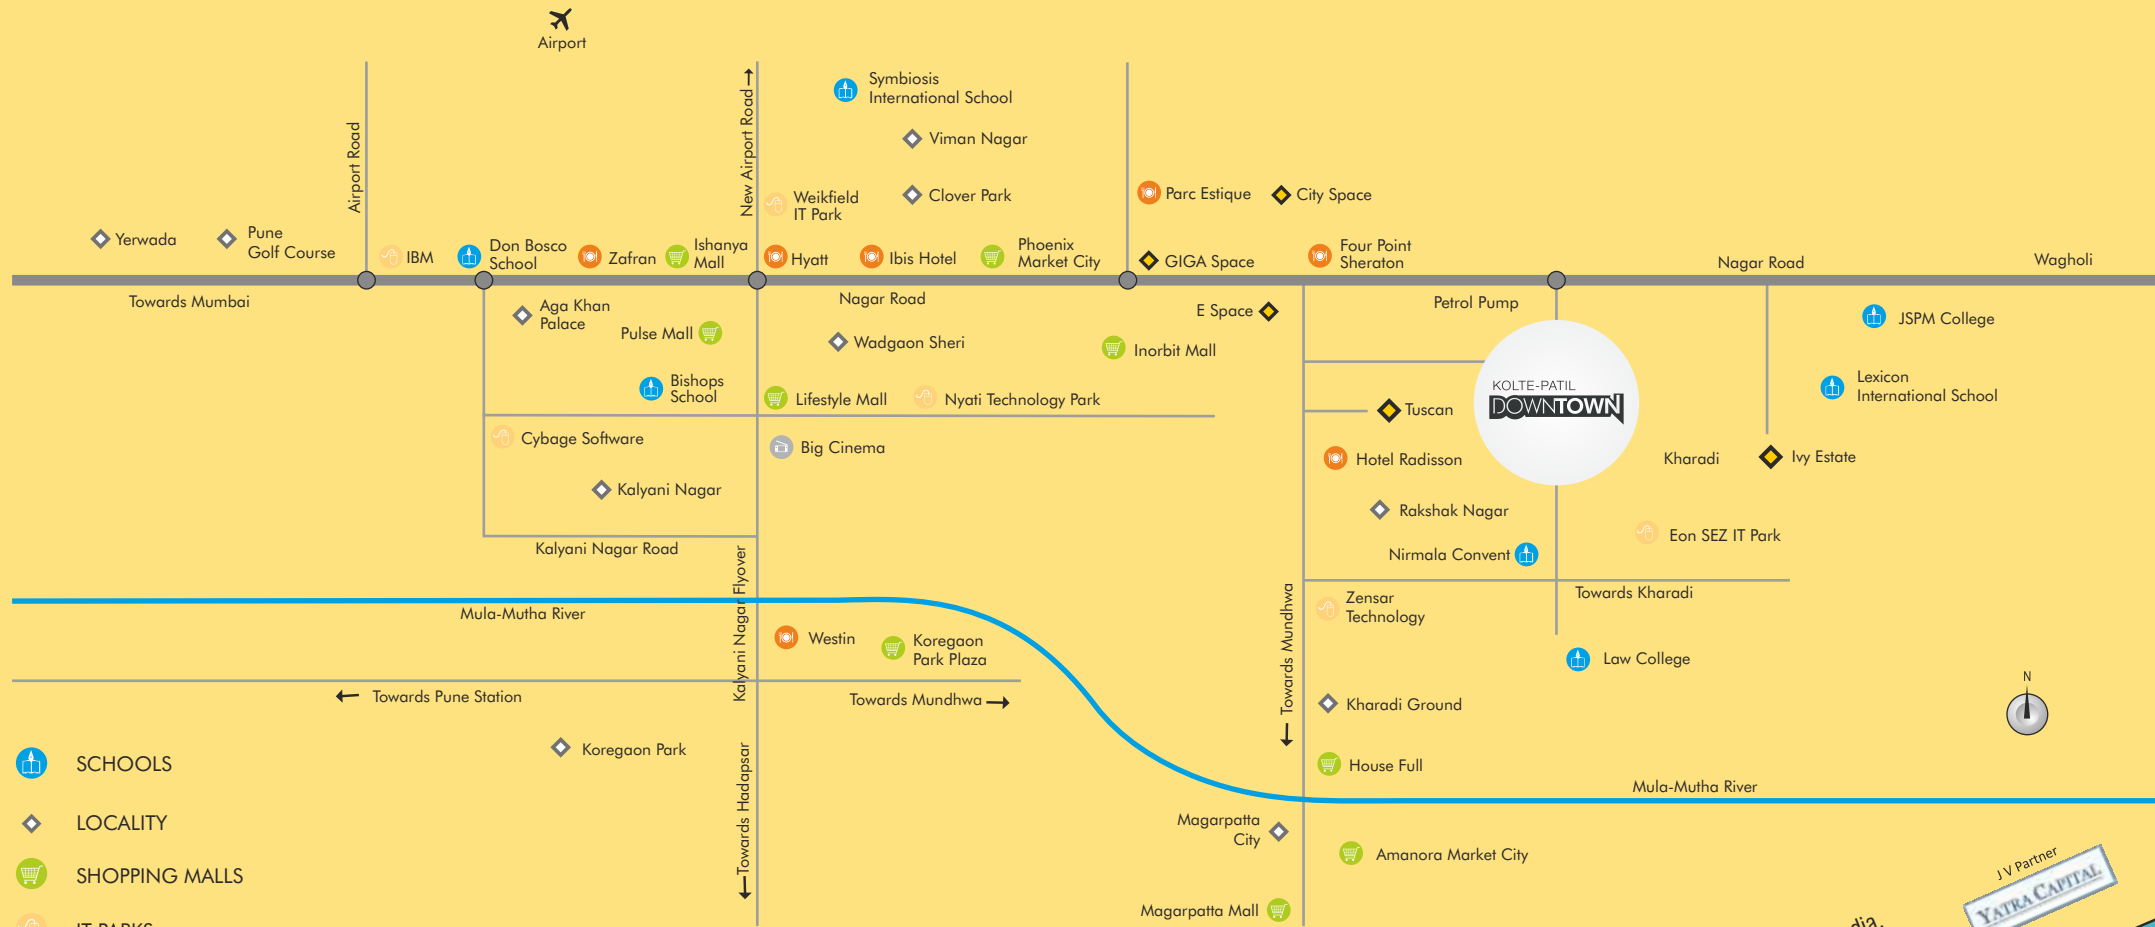 Airport
Airport Road
New Airport Road
Symbiosis
International School
Viman Nagar
Clover Park
Weikfield
IT Park
Parc Estique
City Space
Yerwada
Pune
Golf Course
IBM
Don Bosco
School
Zafran
Ishanya
Mall
Hyatt
Ibis Hotel
Phoenix
Market City
GIGA Space
Four Point
Sheraton
Nagar Road
Wagholi
Towards Mumbai
Aga Khan
Palace
Pulse Mall
Nagar Road
Wadgaon Sheri
E Space
Inorbit Mall
Petrol Pump
JSPM College
Bishops
School
Lifestyle Mall
Nyati Technology Park
Tuscan
KOLTE-PATIL
DOWNTOWN
Lexicon
International School
Cybage Software
Big Cinema
Hotel Radisson
Kharadi
Ivy Estate
Kalyani Nagar
Rakshak Nagar
Kalyani Nagar Road
Nirmala Convent
Eon SEZ IT Park
Kalyani Nagar Flyover
Mula-Mutha River
Towards Mundhwa
Zensar
Technology
Towards Kharadi
Westin
Koregaon
Park Plaza
Law College
Towards Pune Station
Towards Mundhwa
Kharadi Ground
N
Koregaon Park
Towards Hadapsar
House Full
Mula-Mutha River
Magarpatta
City
Amanora Market City
Magarpatta Mall
SCHOOLS
LOCALITY
SHOPPING MALLS
IT PARKS
J V Partner
YATRA CAPITAL